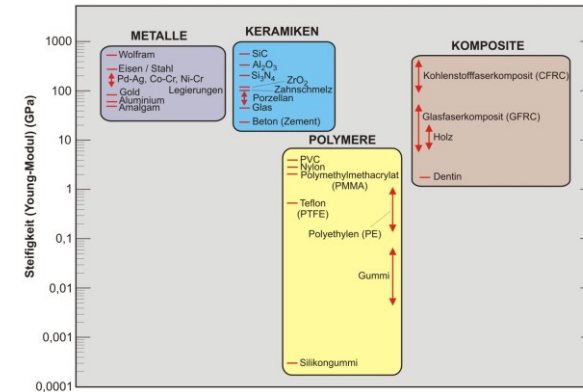 METALLE
Wolfram
Eisen / Stahl
Pd-Ag, Co-Cr, Ni-Cr
Legierungen
Gold
Aluminium
Amalgam
KERAMIKEN
SiC
Al2O3
Si3N4
ZrO2
Zahnschmelz
Porzellan
Glas
Beton (Zement)
POLYMERE
PVC
Nylon
Polymethylmethacrylat
(PMMA)
Teflon
(PTFE)
Polyethylen (PE)
Gummi
Silikongummi
KOMPOSITE
Kohlenstofffaserkomposit (CFRC)
Glasfaserkomposit (GFRC)
Holz
Dentin
Steifigkeit (Young-Modul) (GPa)
1000
1000
100
10
1
0,1
0,01
0,001
0,0001